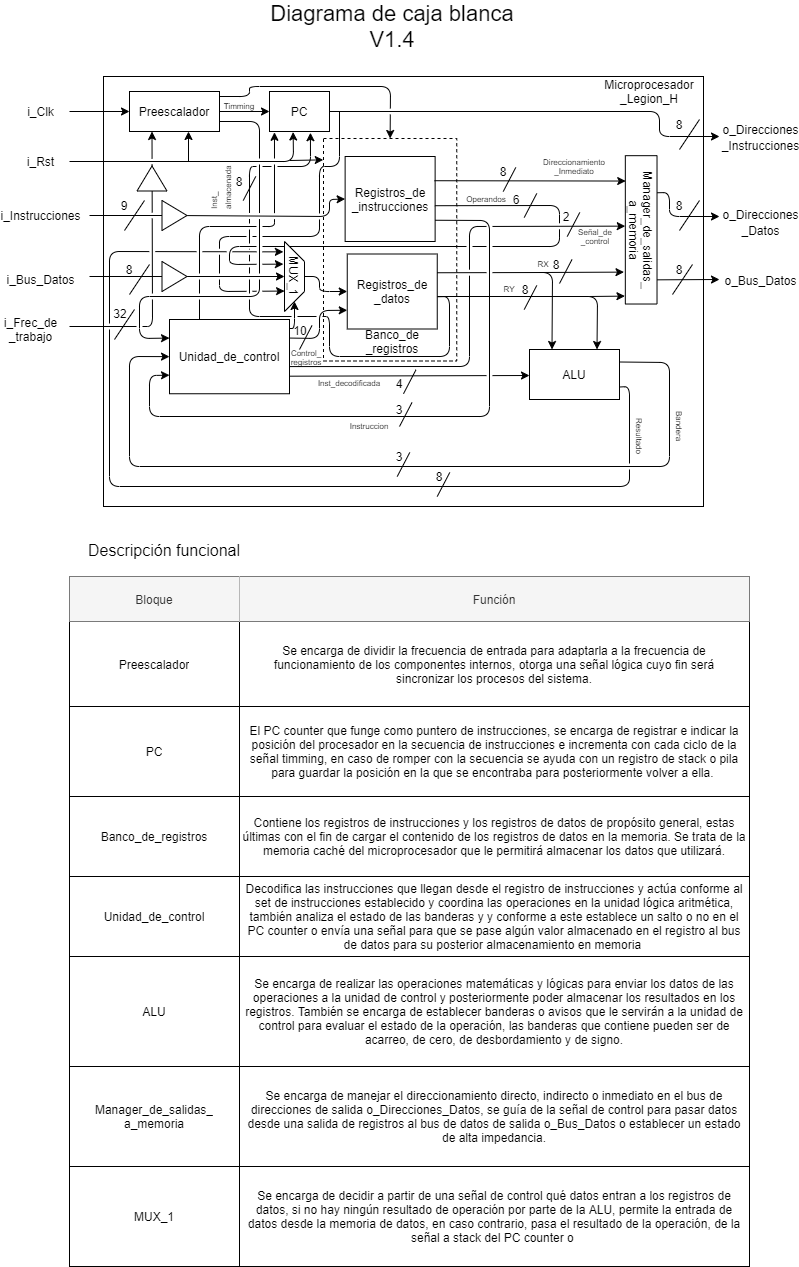 Diagrama de caja blanca
V1.4
Microprocesador
_Legion_H
i_Clk
Preescalador
Timming
PC
8
o_Direcciones
_Instrucciones
i_Rst
Inst_
almacenada
8
Registros_de
_instrucciones
8
Direccionamiento
_Inmediato
Manager_de_salidas_
a_memoria
Operandos
6
9
i_Instrucciones
2
Señal_de
_control
8
o_Direcciones
_Datos
i_Bus_Datos
8
MUX_1
Registros_de
_datos
RX
8
RY
8
8
o_Bus_Datos
i_Frec_de
_trabajo
32
10
Banco_de
_registros
Unidad_de_control
Control_
registros
Inst_decodificada
4
ALU
3
Instruccion
Resultado
Bandera
3
8
Descripción funcional
Bloque
Función
Preescalador
Se encarga de dividir la frecuencia de entrada para adaptarla a la frecuencia de
funcionamiento de los componentes internos, otorga una señal lógica cuyo fin será
sincronizar los procesos del sistema.
PC
El PC counter que funge como puntero de instrucciones, se encarga de registrar e indicar la
posición del procesador en la secuencia de instrucciones e incrementa con cada ciclo de la
señal timming, en caso de romper con la secuencia se ayuda con un registro de stack o pila
para guardar la posición en la que se encontraba para posteriormente volver a ella.
Banco_de_registros
Contiene los registros de instrucciones y los registros de datos de propósito general, estas
últimas con el fin de cargar el contenido de los registros de datos en la memoria. Se trata de la
memoria caché del microprocesador que le permitirá almacenar los datos que utilizará.
Unidad_de_control
Decodifica las instrucciones que llegan desde el registro de instrucciones y actúa conforme al
set de instrucciones establecido y coordina las operaciones en la unidad lógica aritmética,
también analiza el estado de las banderas y y conforme a este establece un salto o no en el
PC counter o envía una señal para que se pase algún valor almacenado en el registro al bus
de datos para su posterior almacenamiento en memoria
ALU
Se encarga de realizar las operaciones matemáticas y lógicas para enviar los datos de las
operaciones a la unidad de control y posteriormente poder almacenar los resultados en los
registros. También se encarga de establecer banderas o avisos que le servirán a la unidad de
control para evaluar el estado de la operación, las banderas que contiene pueden ser de
acarreo, de cero, de desbordamiento y de signo.
Manager_de_salidas_
a_memoria
Se encarga de manejar el direccionamiento directo, indirecto o inmediato en el bus de
direcciones de salida o_Direcciones_Datos, se guía de la señal de control para pasar datos
desde una salida de registros al bus de datos de salida o_Bus_Datos o establecer un estado
de alta impedancia.
MUX_1
Se encarga de decidir a partir de una señal de control qué datos entran a los registros de
datos, si no hay ningún resultado de operación por parte de la ALU, permite la entrada de
datos desde la memoria de datos, en caso contrario, pasa el resultado de la operación, de la
señal a stack del PC counter o